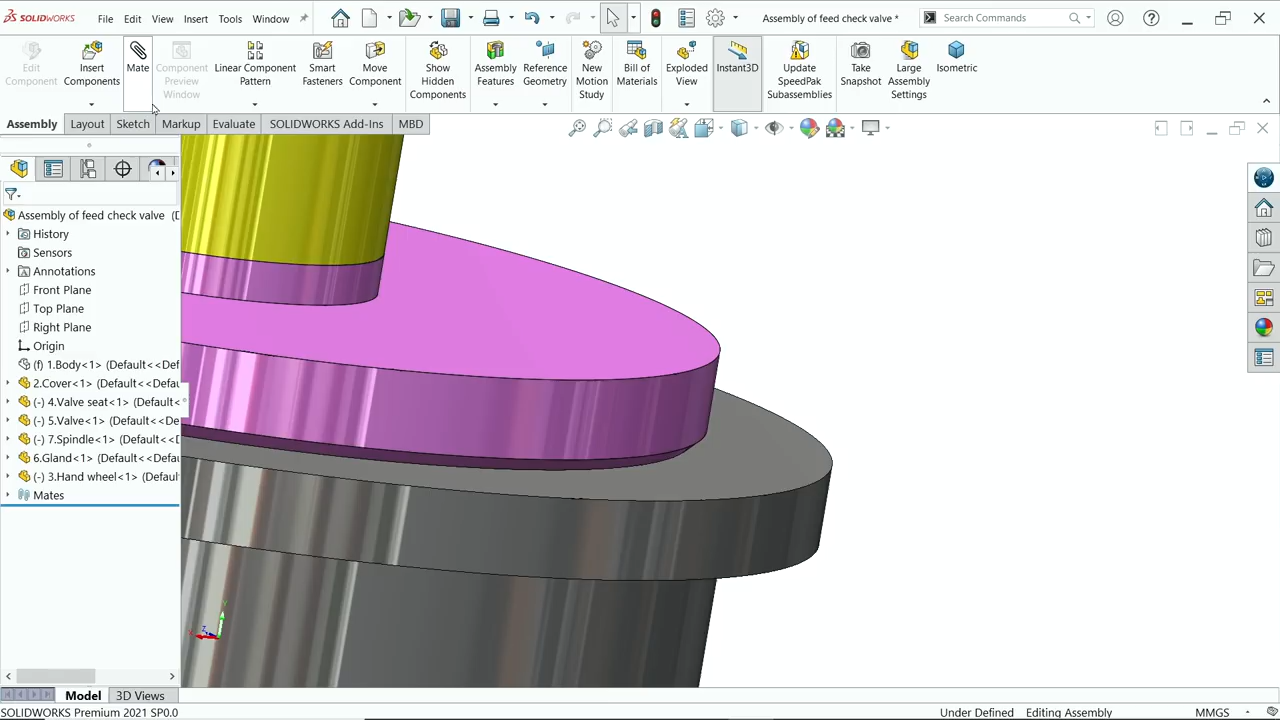 SOLIDWORKS File Edit View Insert Tools Window Assembly of feed check valve * Search Commands
Edit Component
Insert Components
Mate
Component Preview Window
Linear Component Pattern
Smart Fasteners
Move Component
Show Hidden Components
Assembly Features
Reference Geometry
New Motion Study
Bill of Materials
Exploded View
Instant3D
Update SpeedPak Subassemblies
Take Snapshot
Large Assembly Settings
Isometric
Assembly Layout Sketch Markup Evaluate SOLIDWORKS Add-Ins MBD
Assembly of feed check valve (D
History
Sensors
Annotations
Front Plane
Top Plane
Right Plane
Origin
(f) 1.Body<1> (Default<<Def
2.Cover<1> (Default<<Defau
(-) 4.Valve seat<1> (Default<
(-) 5.Valve<1> (Default<<De
(-) 7.Spindle<1> (Default<<D
6.Gland<1> (Default<<Defau
(-) 3.Hand wheel<1> (Default
Mates
Model 3D Views
SOLIDWORKS Premium 2021 SP0.0 Under Defined Editing Assembly MMGS